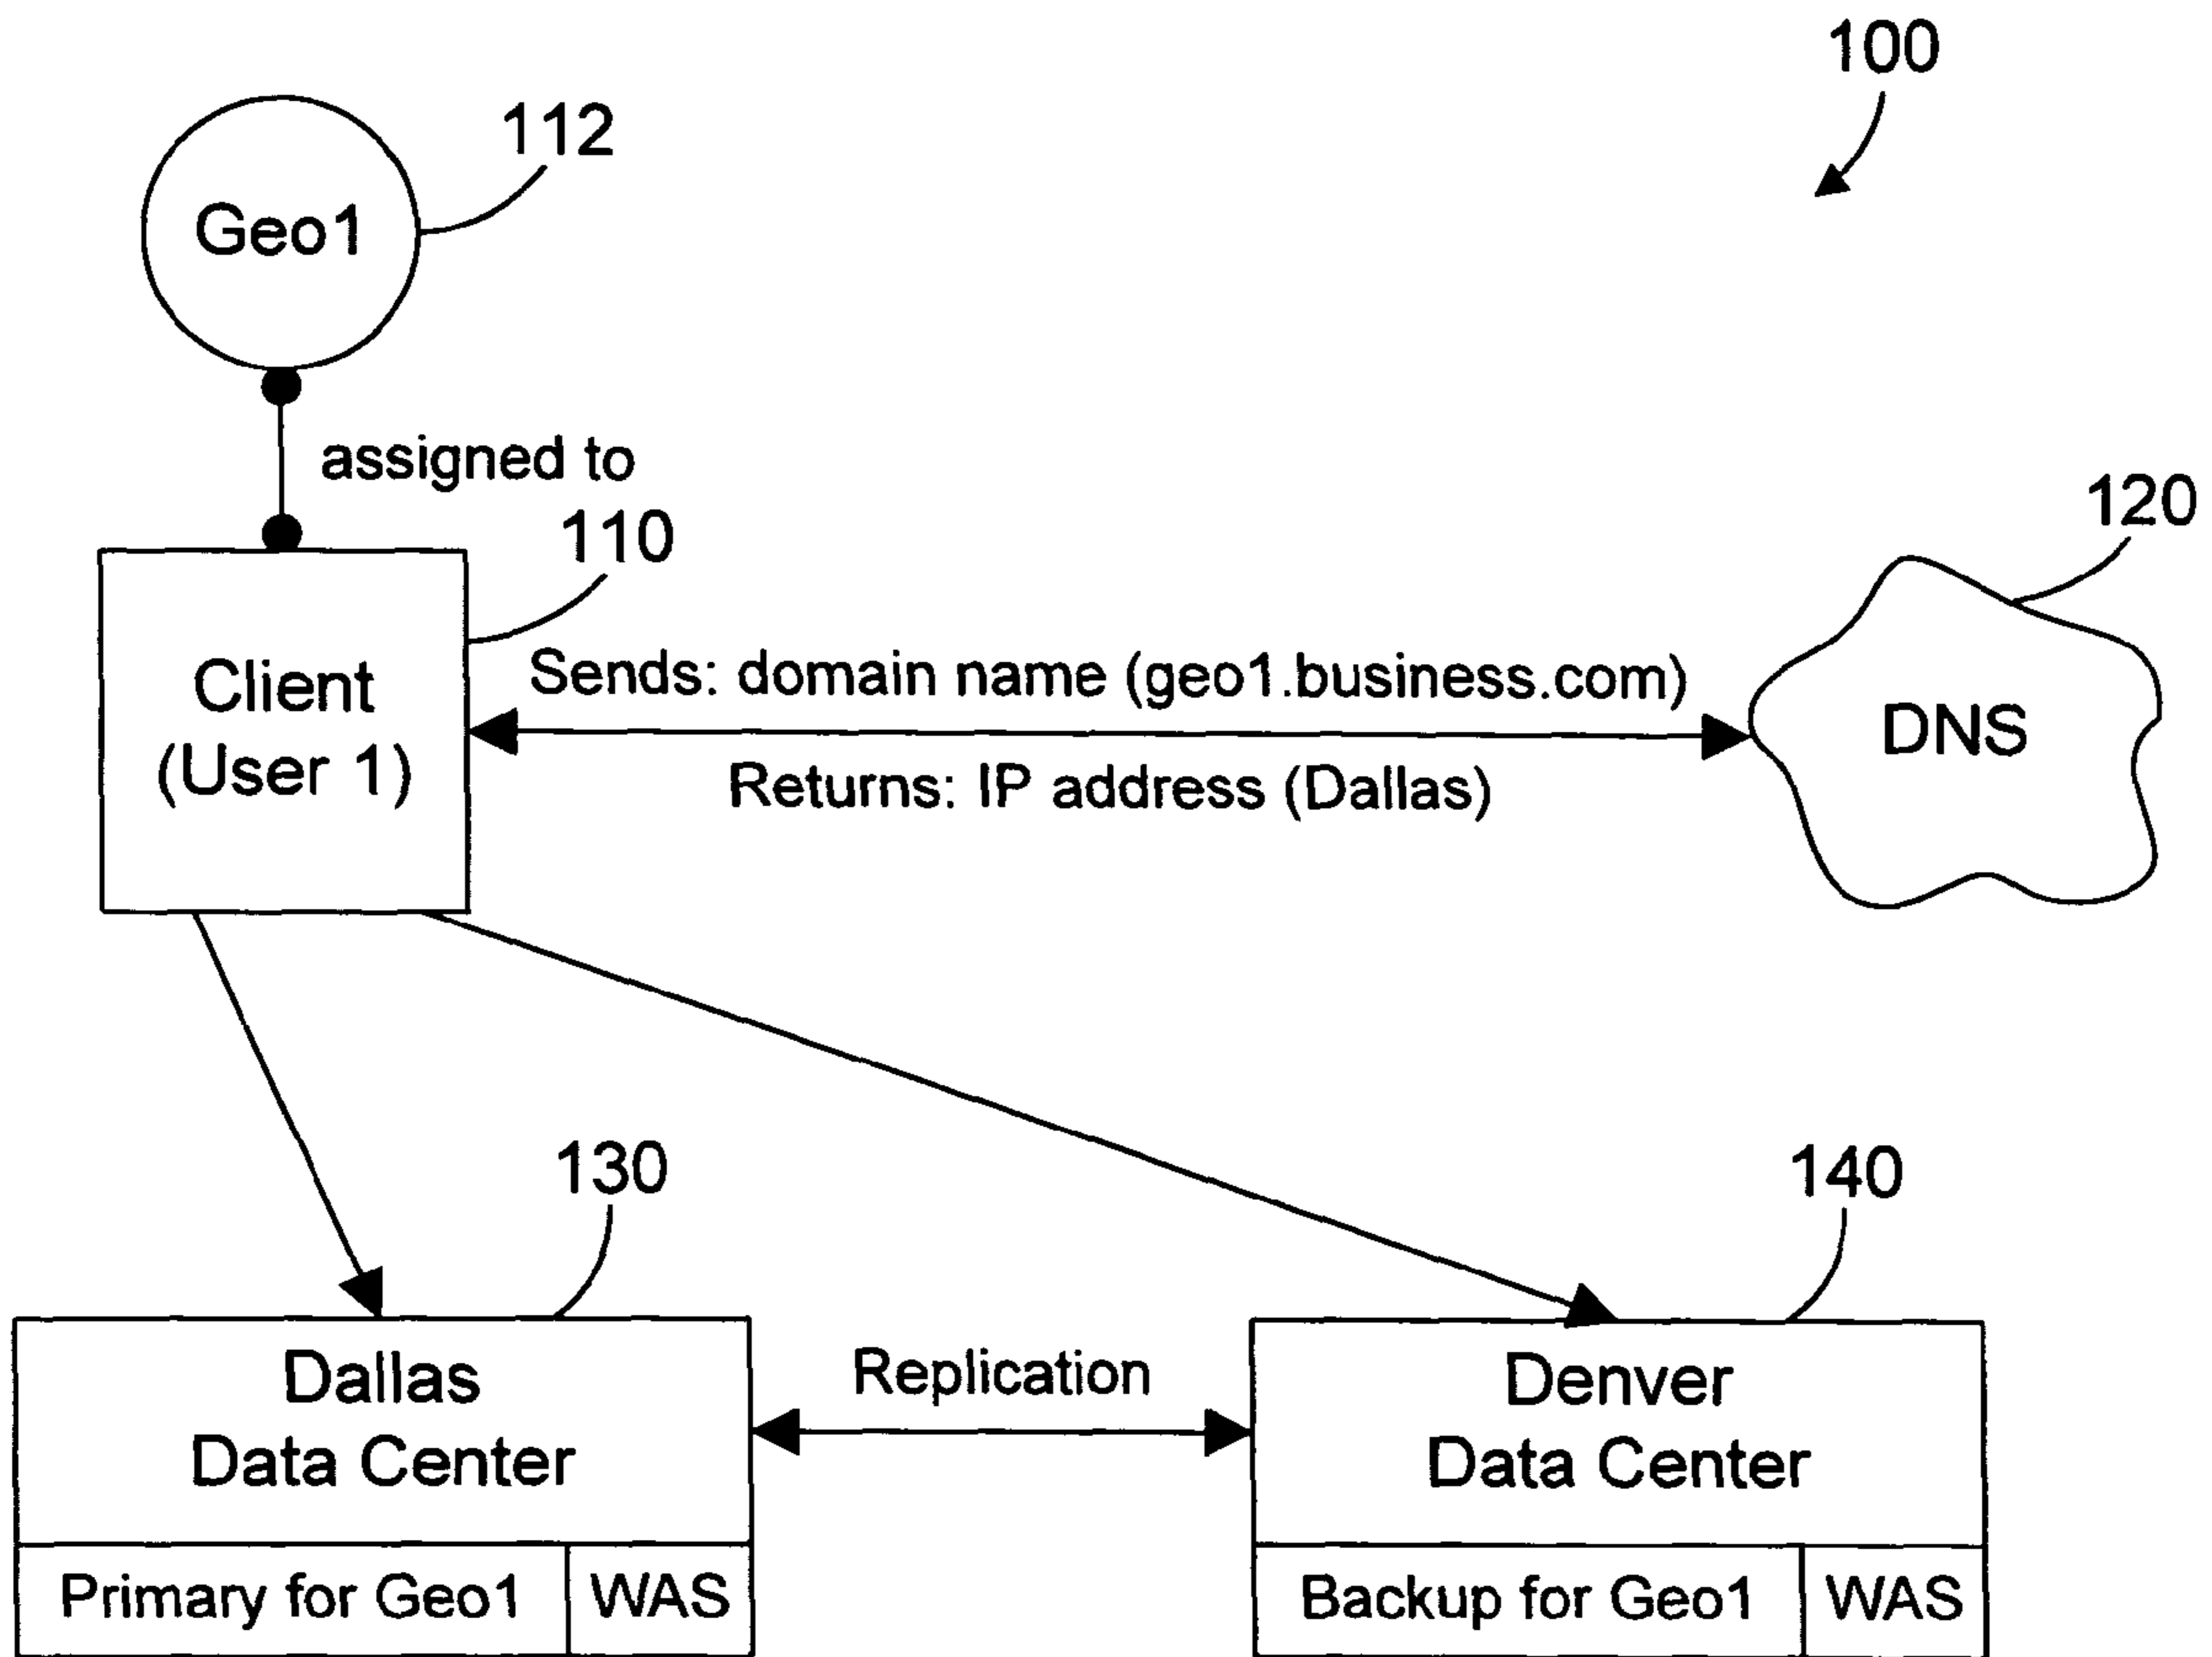 100
112
Geo1
assigned to
110
120
Client
(User 1)
Sends: domain name (geo1.business.com)
Returns: IP address (Dallas)
DNS
130
140
Dallas
Data Center
Replication
Denver
Data Center
Primary for Geo1
WAS
Backup for Geo1
WAS